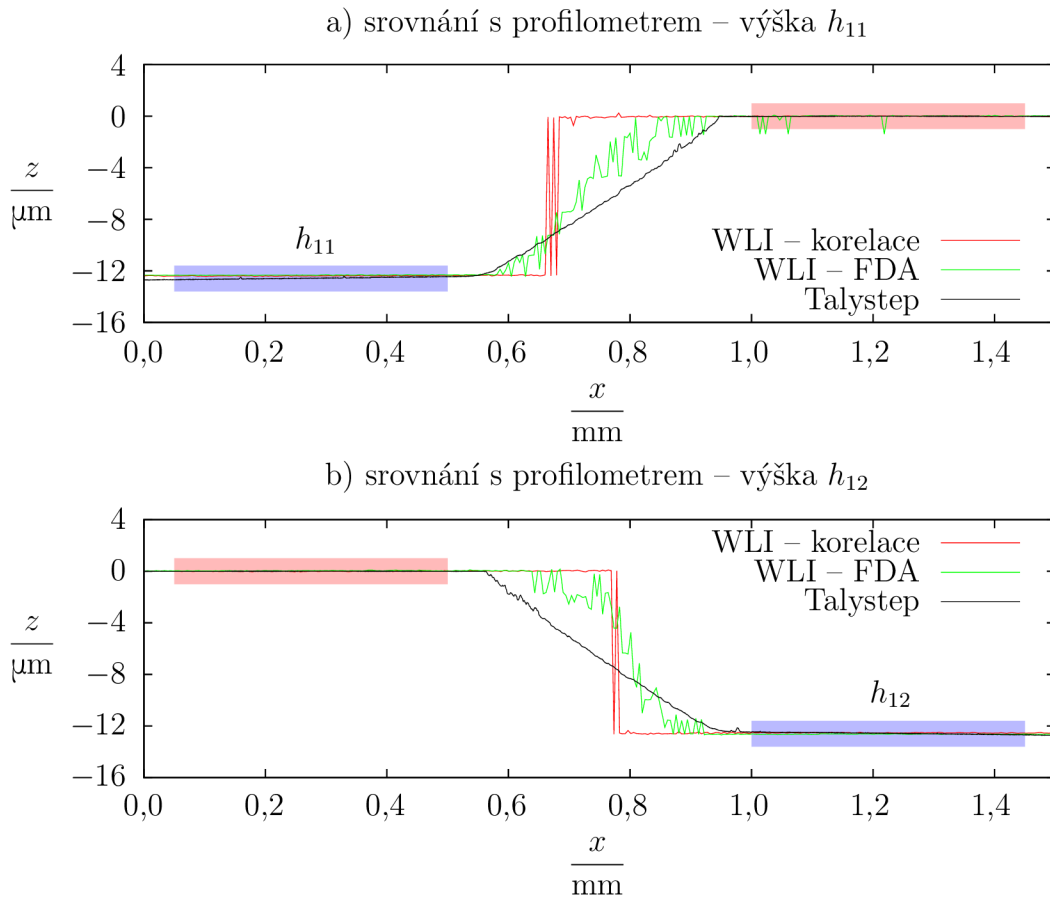 a) srovnání s profilometrem – výška h₁₁
4
0
−4
−8
−12
−16
z
µm
h₁₁
WLI – korelace
WLI – FDA
Talystep
0,0 0,2 0,4 0,6 0,8 1,0 1,2 1,4
x
mm
b) srovnání s profilometrem – výška h₁₂
4
0
−4
−8
−12
−16
z
µm
WLI – korelace
WLI – FDA
Talystep
h₁₂
0,0 0,2 0,4 0,6 0,8 1,0 1,2 1,4
x
mm